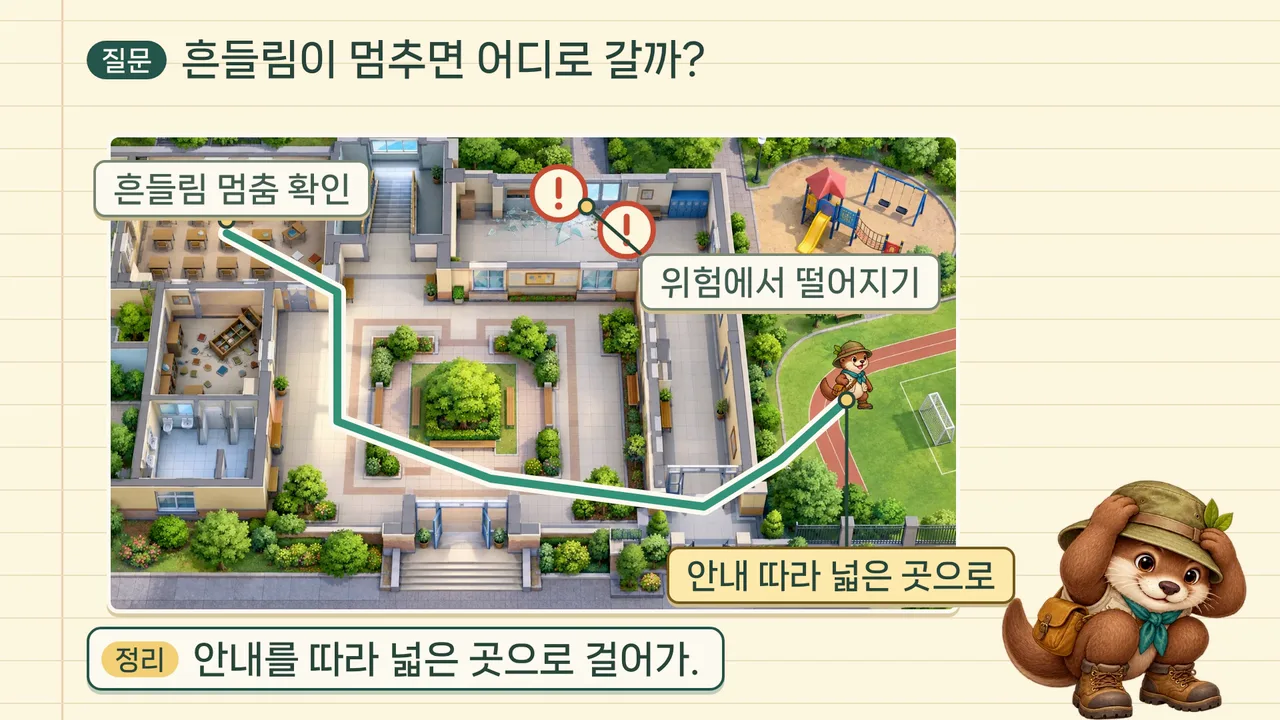 질문 흔들림이 멈추면 어디로 갈까?
흔들림 멈춤 확인
위험에서 떨어지기
안내 따라 넓은 곳으로
정리 안내를 따라 넓은 곳으로 걸어가.